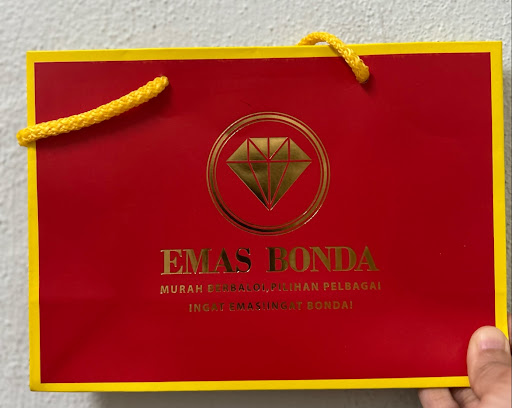 EMAS BONDA
MURAH BERBALOI,PILIHAN PELBAGAI
INGAT EMAS!INGAT BONDA!